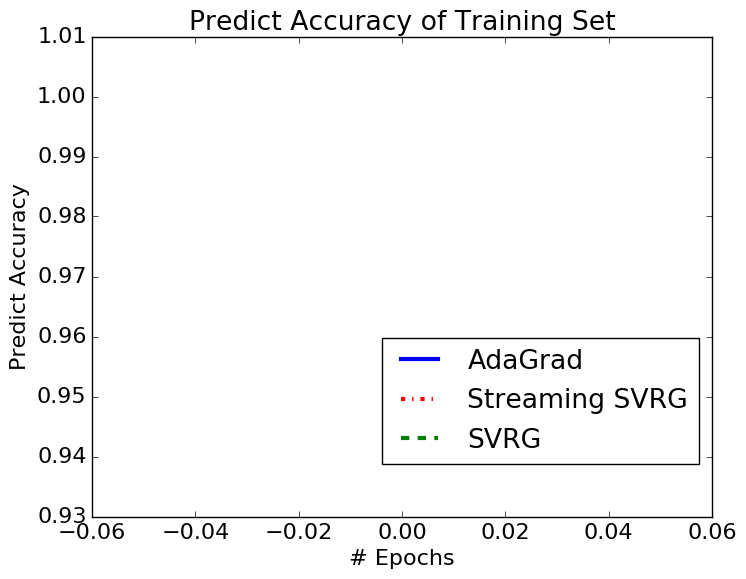 Predict Accuracy of Training Set
1.01
1.00
0.99
0.98
0.97
0.96
0.95
0.94
0.93
Predict Accuracy
AdaGrad
Streaming SVRG
SVRG
−0.06 −0.04 −0.02 0.00 0.02 0.04 0.06
# Epochs